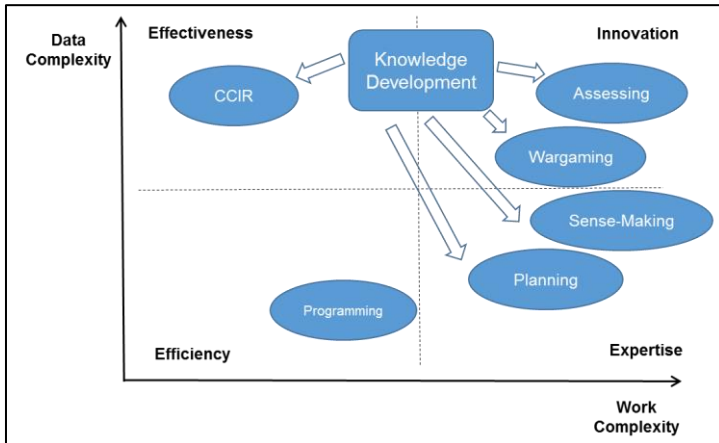 Data
Complexity
Effectiveness
Knowledge
Development
Innovation
CCIR
Assessing
Wargaming
Sense-Making
Planning
Programming
Efficiency
Expertise
Work
Complexity